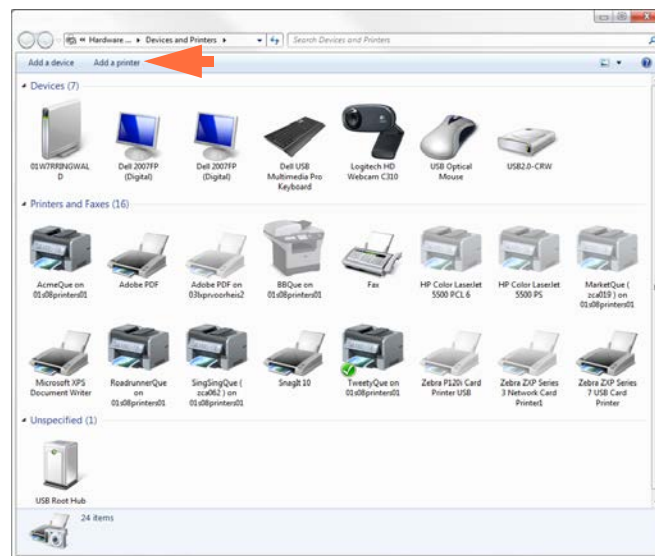 Hardware ... Devices and Printers
Search Devices and Printers
Add a device Add a printer
Devices (7)
01W7RRINGWAL
D
Dell 2007FP
(Digital)
Dell 2007FP
(Digital)
Dell USB
Multimedia Pro
Keyboard
Logitech HD
Webcam C310
USB Optical
Mouse
USB2.0-CRW
Printers and Faxes (16)
AcmeQue on
01s08printers01
Adobe PDF
Adobe PDF on
03lxprvoorheis2
BBQue on
01s08printers01
Fax
HP Color LaserJet
5500 PCL 6
HP Color LaserJet
5500 PS
MarketQue (
zca019 ) on
01s08printers01
Microsoft XPS
Document Writer
RoadrunnerQue
on
01s08printers01
SingSingQue (
zca062 ) on
01s08printers01
SnagIt 10
TweetyQue on
01s08printers01
Zebra P120i Card
Printer USB
Zebra ZXP Series
3 Network Card
Printer1
Zebra ZXP Series
7 USB Card
Printer
Unspecified (1)
USB Root Hub
24 items